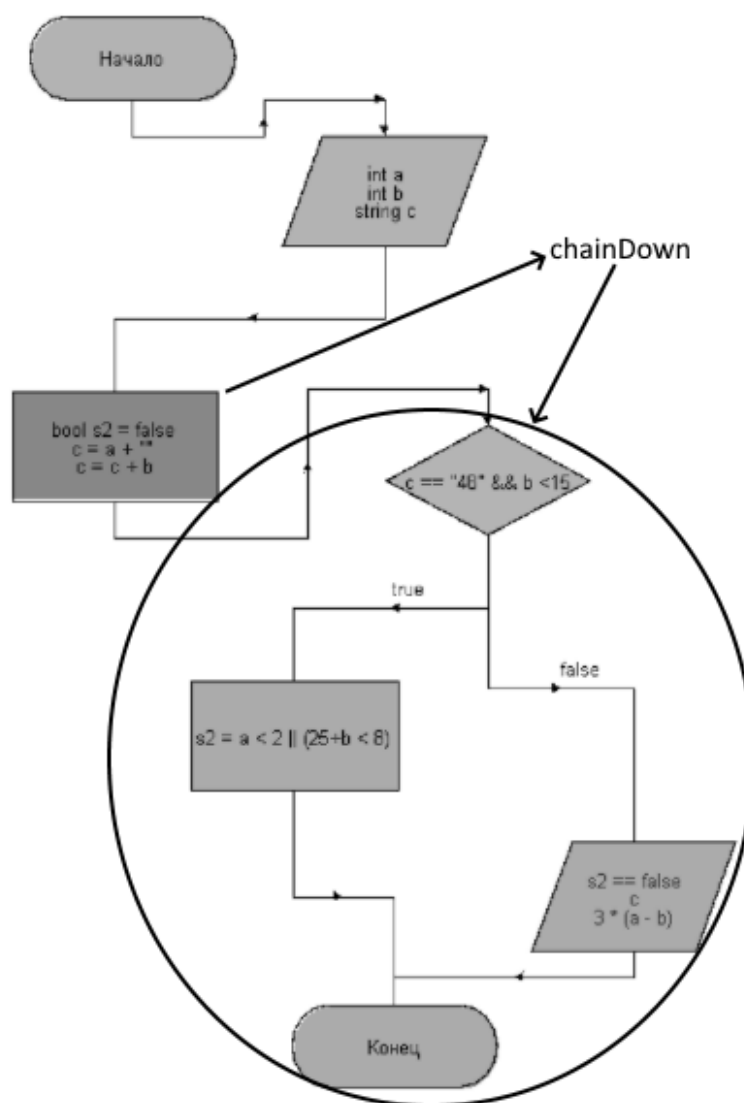 Начало
int a
int b
string c
chainDown
bool s2 = false
c = a + ""
c = c + b
c == "46" && b <15
true
false
s2 = a < 2 || (25+b < 8)
s2 == false
c
3 * (a - b)
Конец